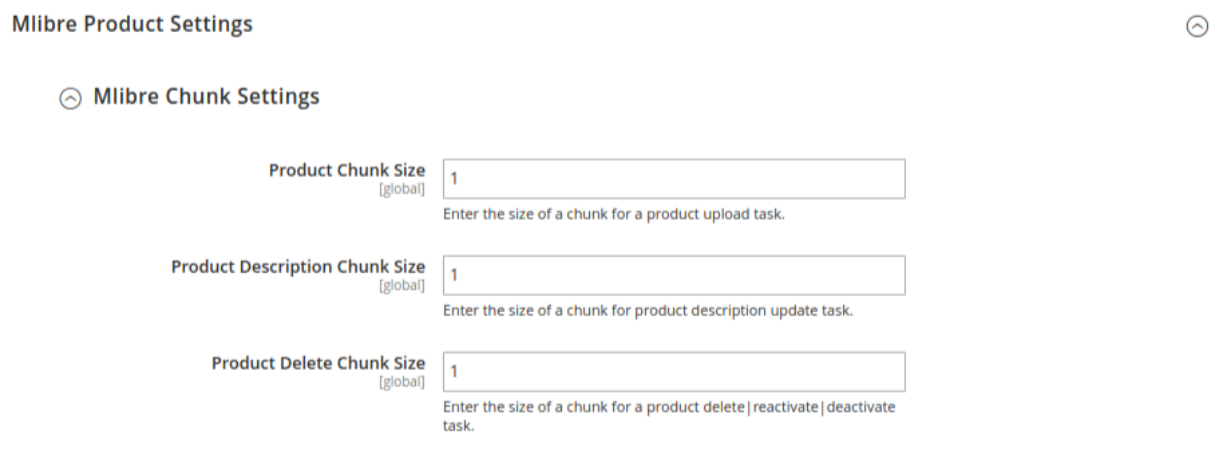 Mlibre Product Settings
Mlibre Chunk Settings
Product Chunk Size
[global]
1
Enter the size of a chunk for a product upload task.
Product Description Chunk Size
[global]
1
Enter the size of a chunk for product description update task.
Product Delete Chunk Size
[global]
1
Enter the size of a chunk for a product delete|reactivate|deactivate
task.